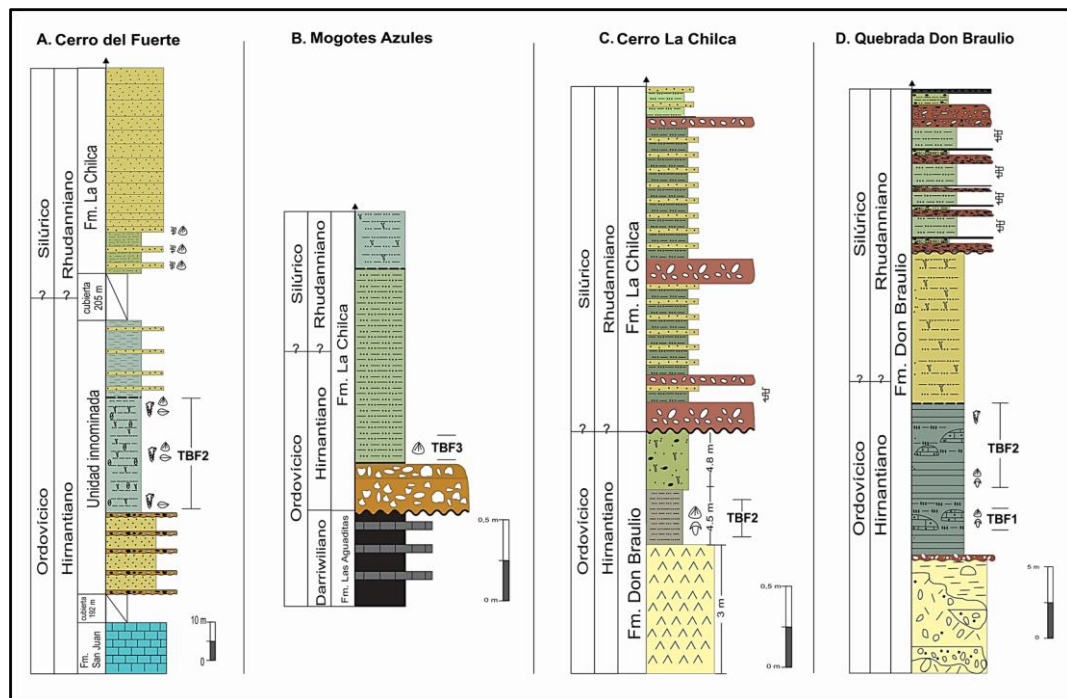 A. Cerro del Fuerte
Silúrico
Rhudanniano
Fm. La Chilca
? ?
cubierta
205 m
Ordovícico
Hirnantiano
Unidad innominada
TBF2
cubierta
192 m
Fm.
San Juan
10 m
0
B. Mogotes Azules
Silúrico
Rhudanniano
? ?
Fm. La Chilca
Ordovícico
Hirnantiano
TBF3
Darriwiliano
Fm. Las Aguaditas
0,5 m
0 m
C. Cerro La Chilca
Silúrico
Rhudanniano
Fm. La Chilca
? ?
Ordovícico
Hirnantiano
Fm. Don Braulio
4.8 m
4.5 m
TBF2
3 m
0,5 m
0 m
D. Quebrada Don Braulio
Silúrico
Rhudanniano
? ?
Fm. Don Braulio
Ordovícico
Hirnantiano
TBF2
TBF1
5 m
0 m